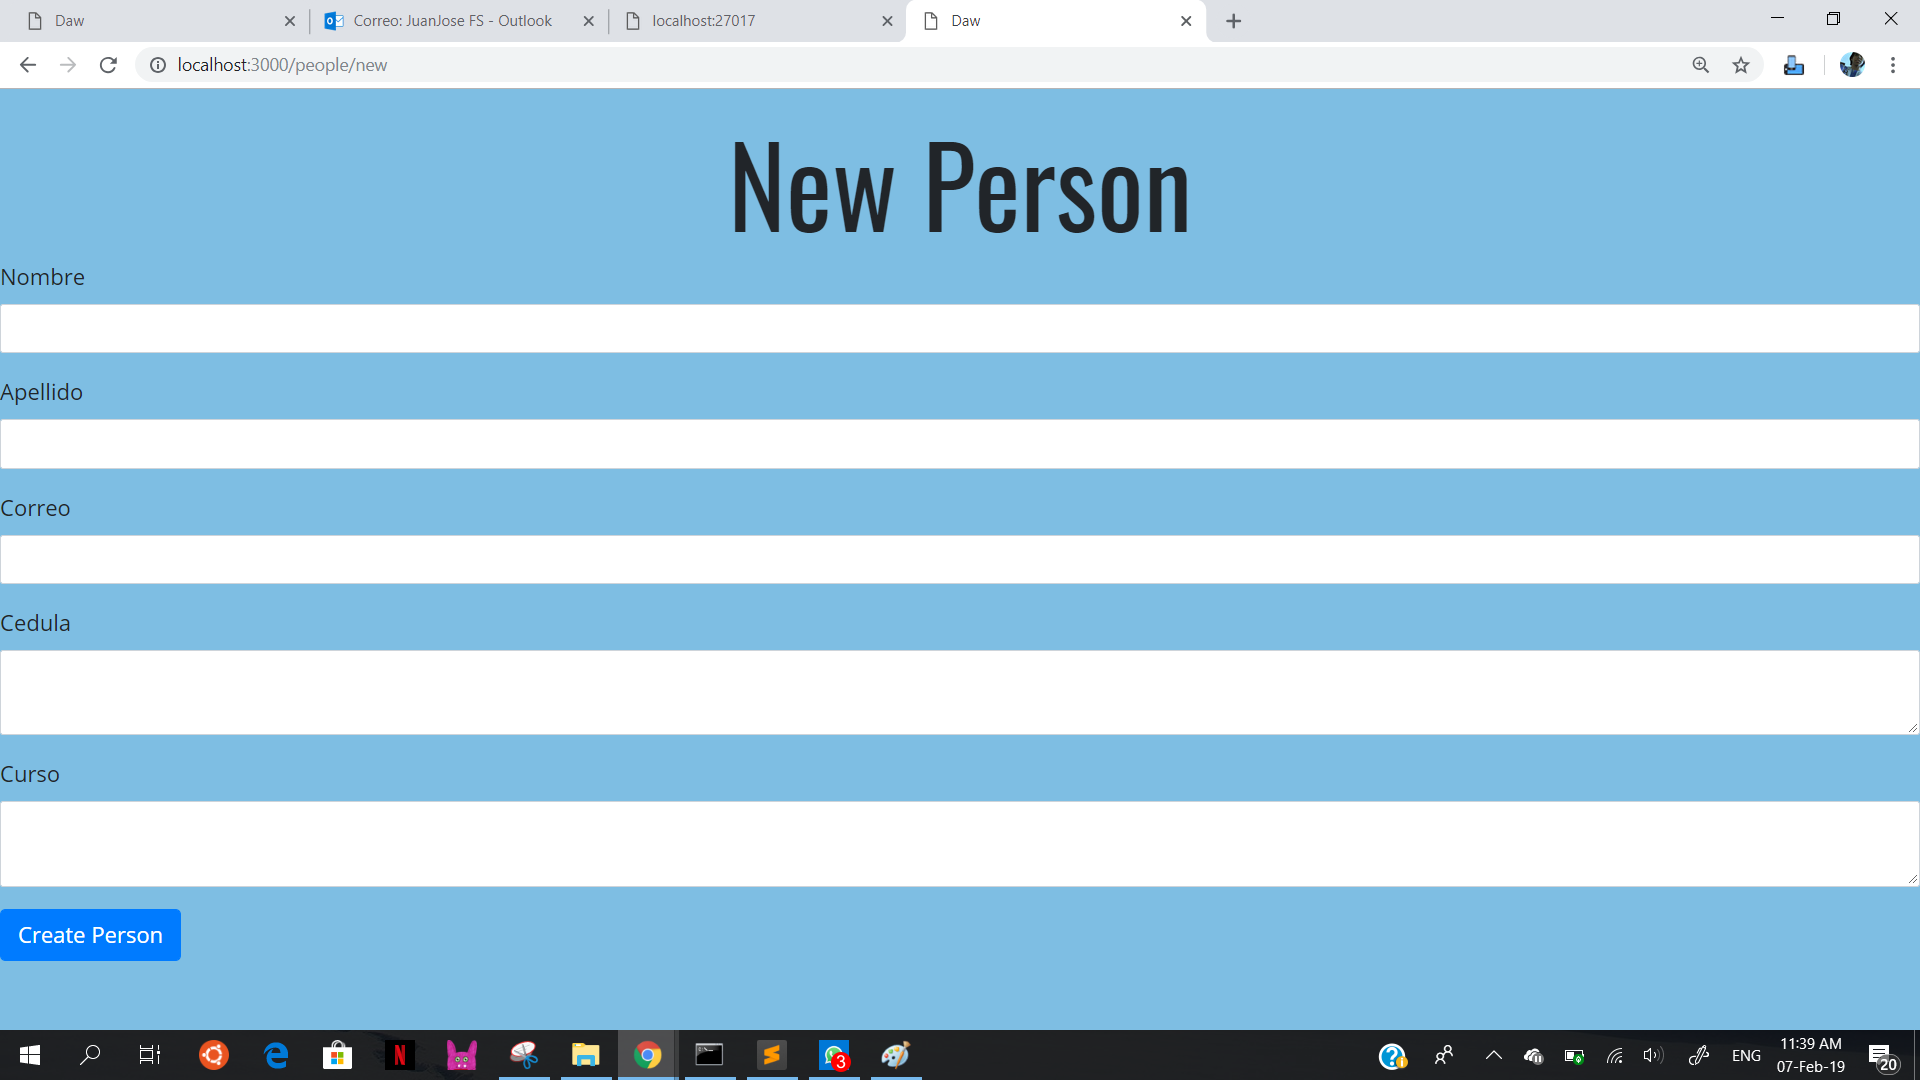 Daw
Correo: JuanJose FS - Outlook
localhost:27017
Daw
localhost:3000/people/new
New Person
Nombre
Apellido
Correo
Cedula
Curso
Create Person
3
ENG
11:39 AM
07-Feb-19
20